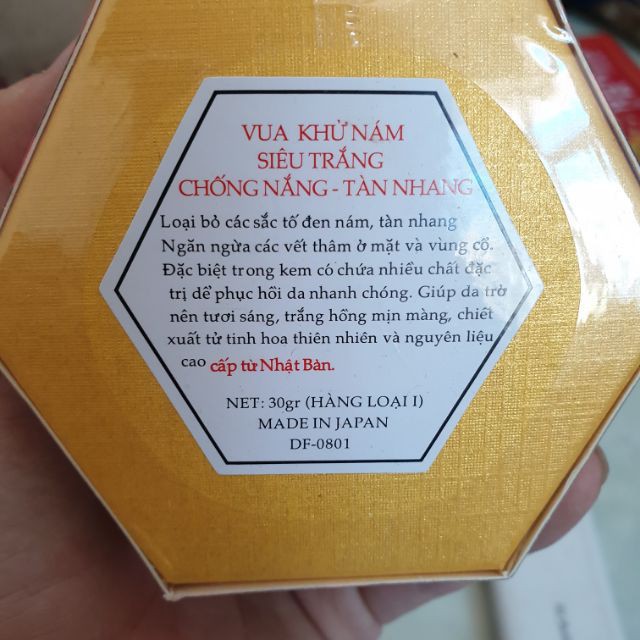 VUA KHỬ NÁM
SIÊU TRẮNG
CHỐNG NẮNG - TÀN NHANG
Loại bỏ các sắc tố đen nám, tàn nhang
Ngăn ngừa các vết thâm ở mặt và vùng cổ.
Đặc biệt trong kem có chứa nhiều chất đặc
trị dể phục hồi da nhanh chóng. Giúp da trở
nên tươi sáng, trắng hồng mịn màng, chiết
xuất từ tinh hoa thiên nhiên và nguyên liệu
cao cấp từ Nhật Bản.
NET: 30gr (HÀNG LOẠI I)
MADE IN JAPAN
DF-0801